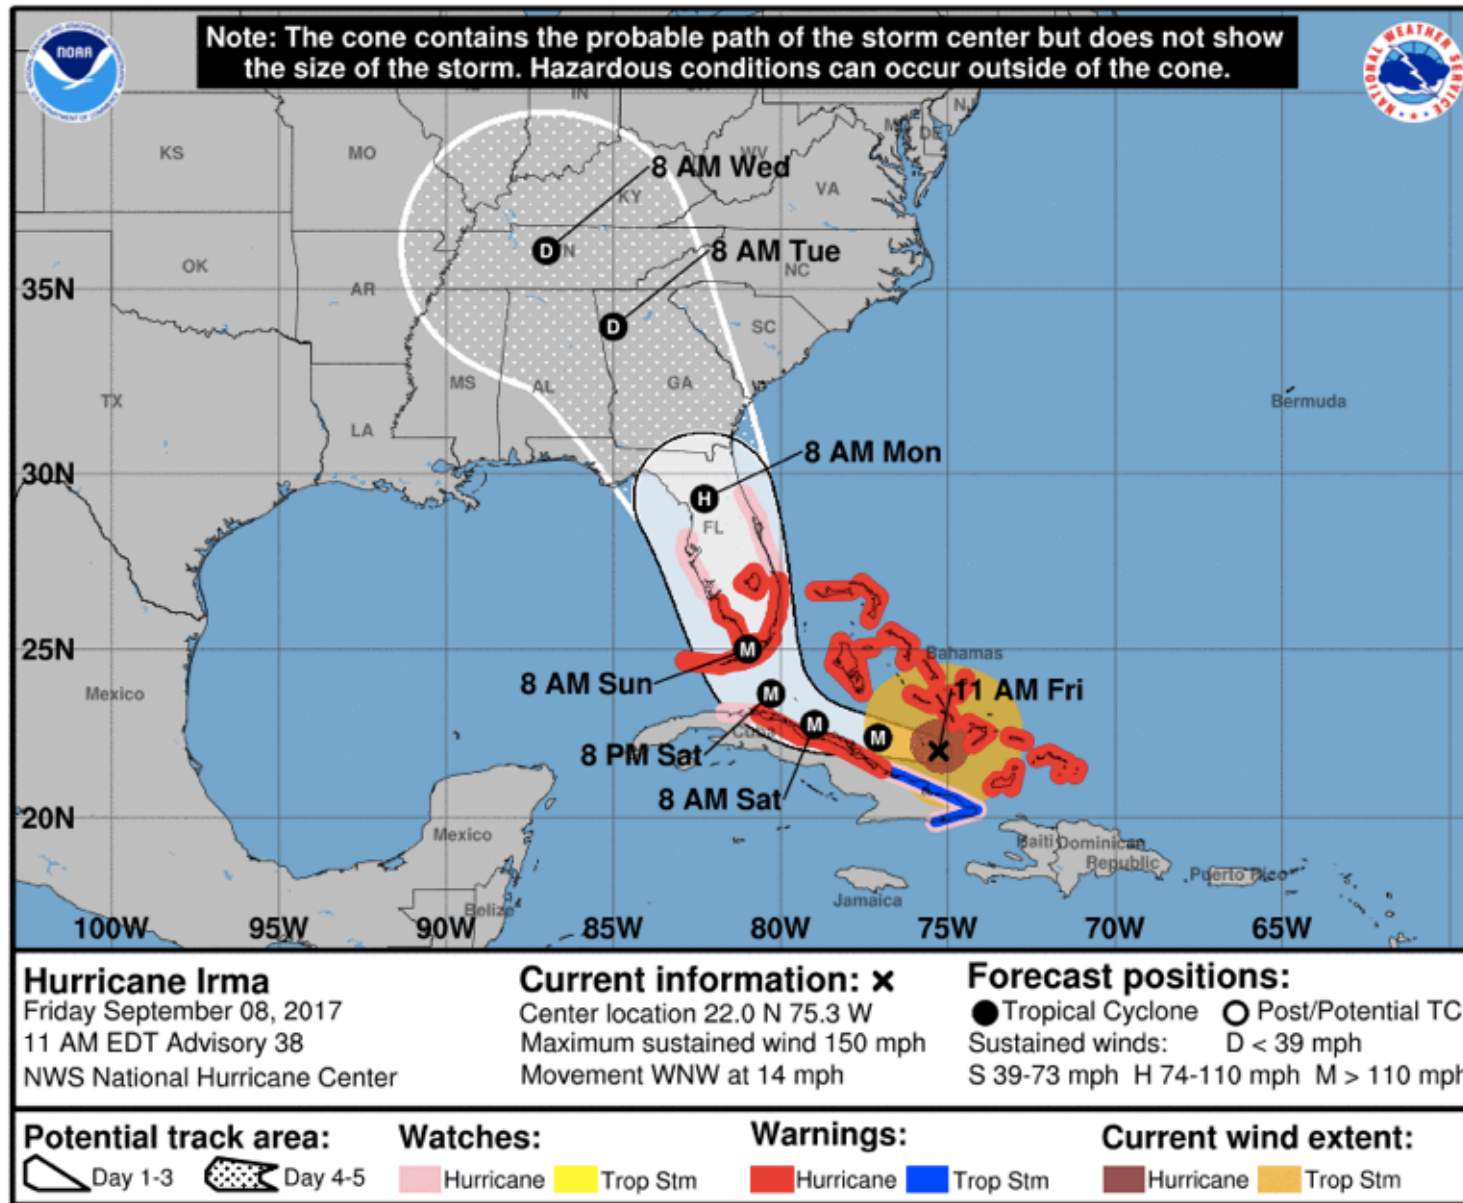 Note: The cone contains the probable path of the storm center but does not show
the size of the storm. Hazardous conditions can occur outside of the cone.
NOAA
NATIONAL WEATHER SERVICE
IN
NJ
DE
KS
MO
WV
8 AM Wed
KY
VA
8 AM Tue
D
OK
NC
35N
AR
D
SC
MS
AL
GA
TX
Bermuda
LA
8 AM Mon
30N
H
FL
25N
M
Bahamas
8 AM Sun
11 AM Fri
Mexico
M
M
M
Cuba
8 PM Sat
8 AM Sat
20N
Mexico
Haiti
Dominican
Republic
Puerto Rico
Jamaica
Belize
100W
95W
90W
85W
80W
75W
70W
65W
Hurricane Irma
Friday September 08, 2017
11 AM EDT Advisory 38
NWS National Hurricane Center
Current information: ×
Center location 22.0 N 75.3 W
Maximum sustained wind 150 mph
Movement WNW at 14 mph
Forecast positions:
Tropical Cyclone Post/Potential TC
Sustained winds: D < 39 mph
S 39-73 mph H 74-110 mph M > 110 mph
Potential track area:
Day 1-3 Day 4-5
Watches:
Hurricane Trop Stm
Warnings:
Hurricane Trop Stm
Current wind extent:
Hurricane Trop Stm